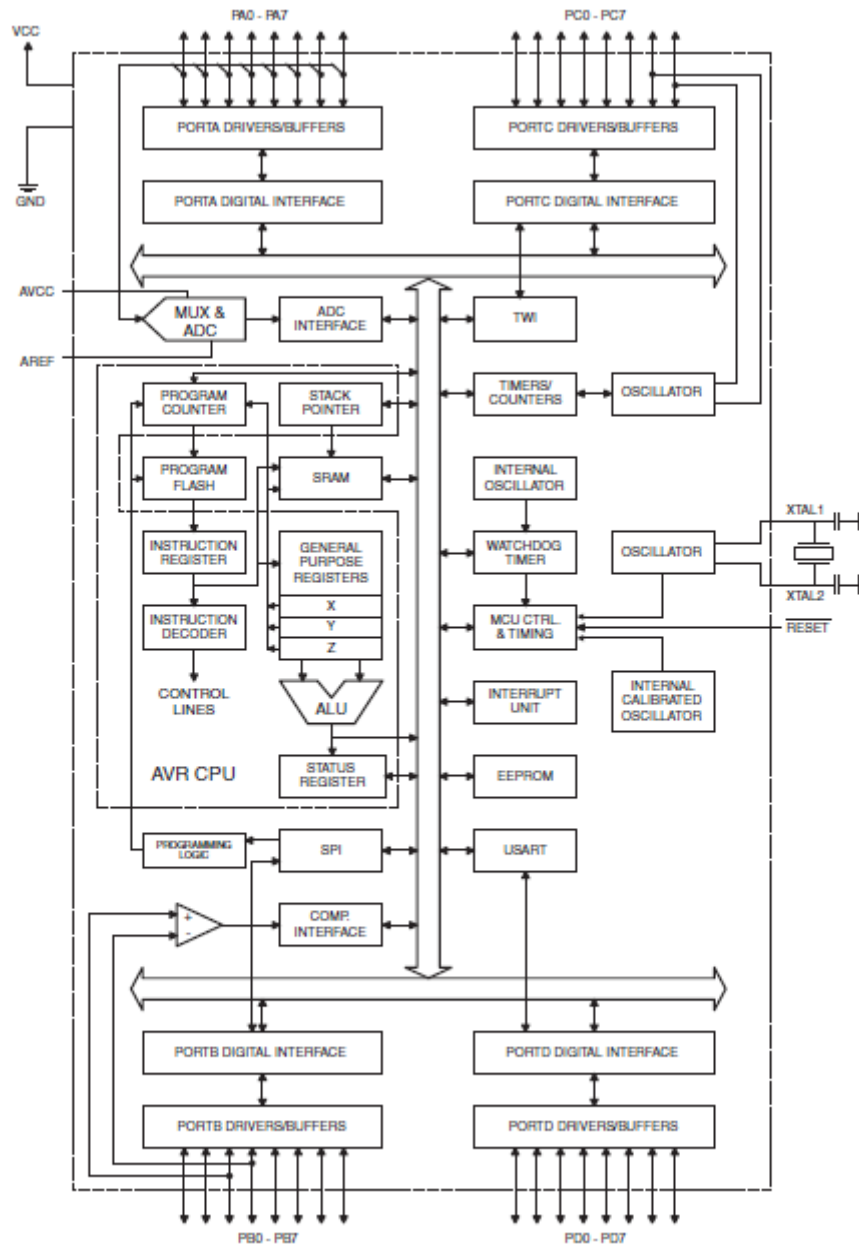 PA0 - PA7
PC0 - PC7
VCC
PORTA DRIVERS/BUFFERS
PORTC DRIVERS/BUFFERS
GND
PORTA DIGITAL INTERFACE
PORTC DIGITAL INTERFACE
AVCC
MUX &
ADC
ADC
INTERFACE
TWI
AREF
PROGRAM
COUNTER
STACK
POINTER
TIMERS/
COUNTERS
OSCILLATOR
PROGRAM
FLASH
SRAM
INTERNAL
OSCILLATOR
XTAL1
INSTRUCTION
REGISTER
GENERAL
PURPOSE
REGISTERS
WATCHDOG
TIMER
OSCILLATOR
XTAL2
X
Y
Z
INSTRUCTION
DECODER
MCU CTRL.
& TIMING
RESET
CONTROL
LINES
ALU
INTERRUPT
UNIT
INTERNAL
CALIBRATED
OSCILLATOR
AVR CPU
STATUS
REGISTER
EEPROM
PROGRAMMING
LOGIC
SPI
USART
+
-
COMP.
INTERFACE
PORTB DIGITAL INTERFACE
PORTD DIGITAL INTERFACE
PORTB DRIVERS/BUFFERS
PORTD DRIVERS/BUFFERS
PB0 - PB7
PD0 - PD7